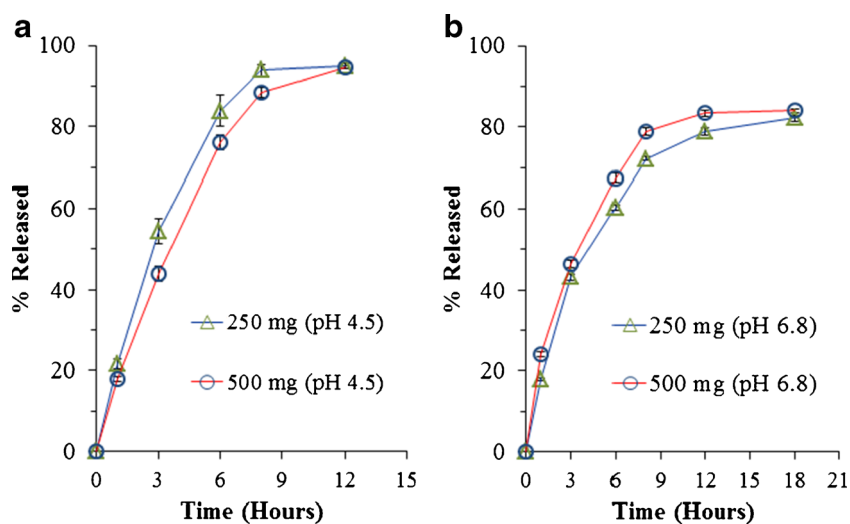 a
% Released
100
80
60
40
20
0
0 3 6 9 12 15
Time (Hours)
250 mg (pH 4.5)
500 mg (pH 4.5)
b
% Released
100
80
60
40
20
0
0 3 6 9 12 15 18 21
Time (Hours)
250 mg (pH 6.8)
500 mg (pH 6.8)